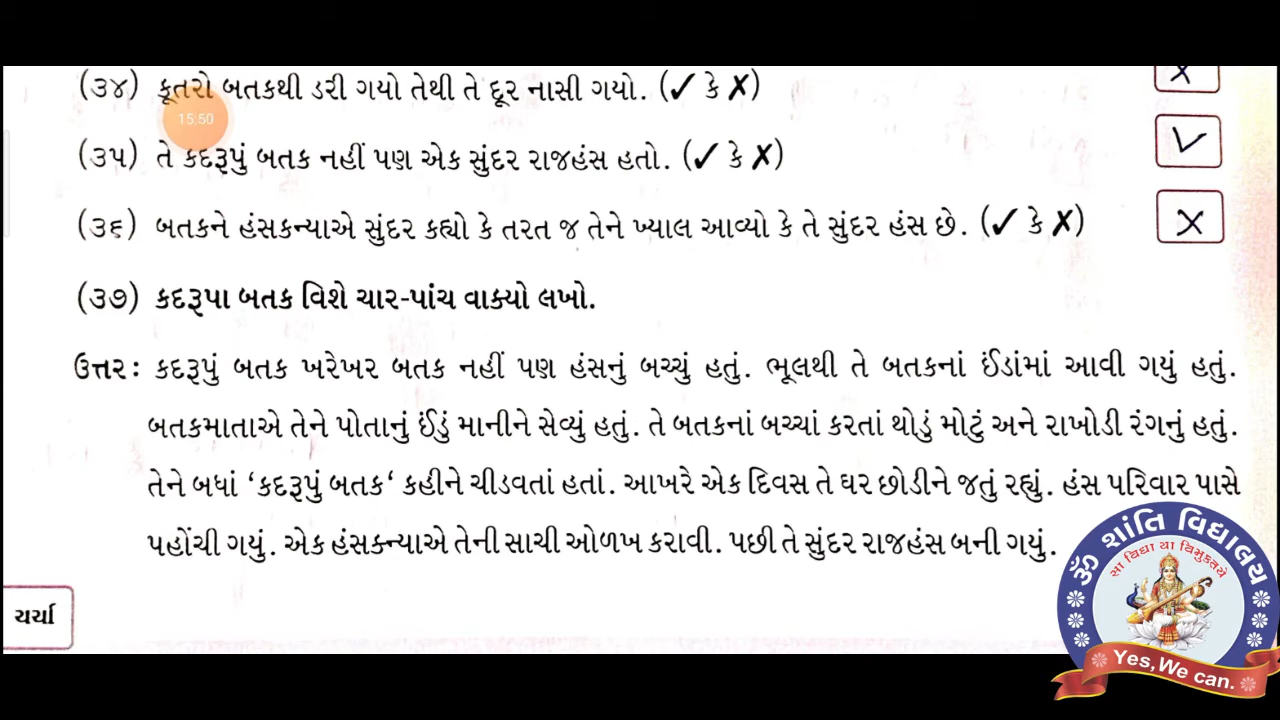 (૩૪) કૂતરો બતકથી ડરી ગયો તેથી તે દૂર નાસી ગયો. (✓ કે ✗) X
15:50
(૩૫) તે કદરૂપું બતક નહીં પણ એક સુંદર રાજહંસ હતો. (✓ કે ✗) ✓
(૩૬) બતકને હંસકન્યાએ સુંદર કહ્યો કે તરત જ તેને ખ્યાલ આવ્યો કે તે સુંદર હંસ છે. (✓ કે ✗) X
(૩૭) કદરૂપા બતક વિશે ચાર-પાંચ વાક્યો લખો.
ઉત્તર: કદરૂપું બતક ખરેખર બતક નહીં પણ હંસનું બચ્ચું હતું. ભૂલથી તે બતકનાં ઈંડાંમાં આવી ગયું હતું.
બતકમાતાએ તેને પોતાનું ઈંડું માનીને સેવ્યું હતું. તે બતકનાં બચ્ચાં કરતાં થોડું મોટું અને રાખોડી રંગનું હતું.
તેને બધાં ‘કદરૂપું બતક‘ કહીને ચીડવતાં હતાં. આખરે એક દિવસ તે ઘર છોડીને જતું રહ્યું. હંસ પરિવાર પાસે
પહોંચી ગયું. એક હંસકન્યાએ તેની સાચી ઓળખ કરાવી. પછી તે સુંદર રાજહંસ બની ગયું.
ચર્ચા
ૐ શાંતિ વિદ્યાલય
સા વિદ્યા યા વિમુક્તયે
Yes, We can.